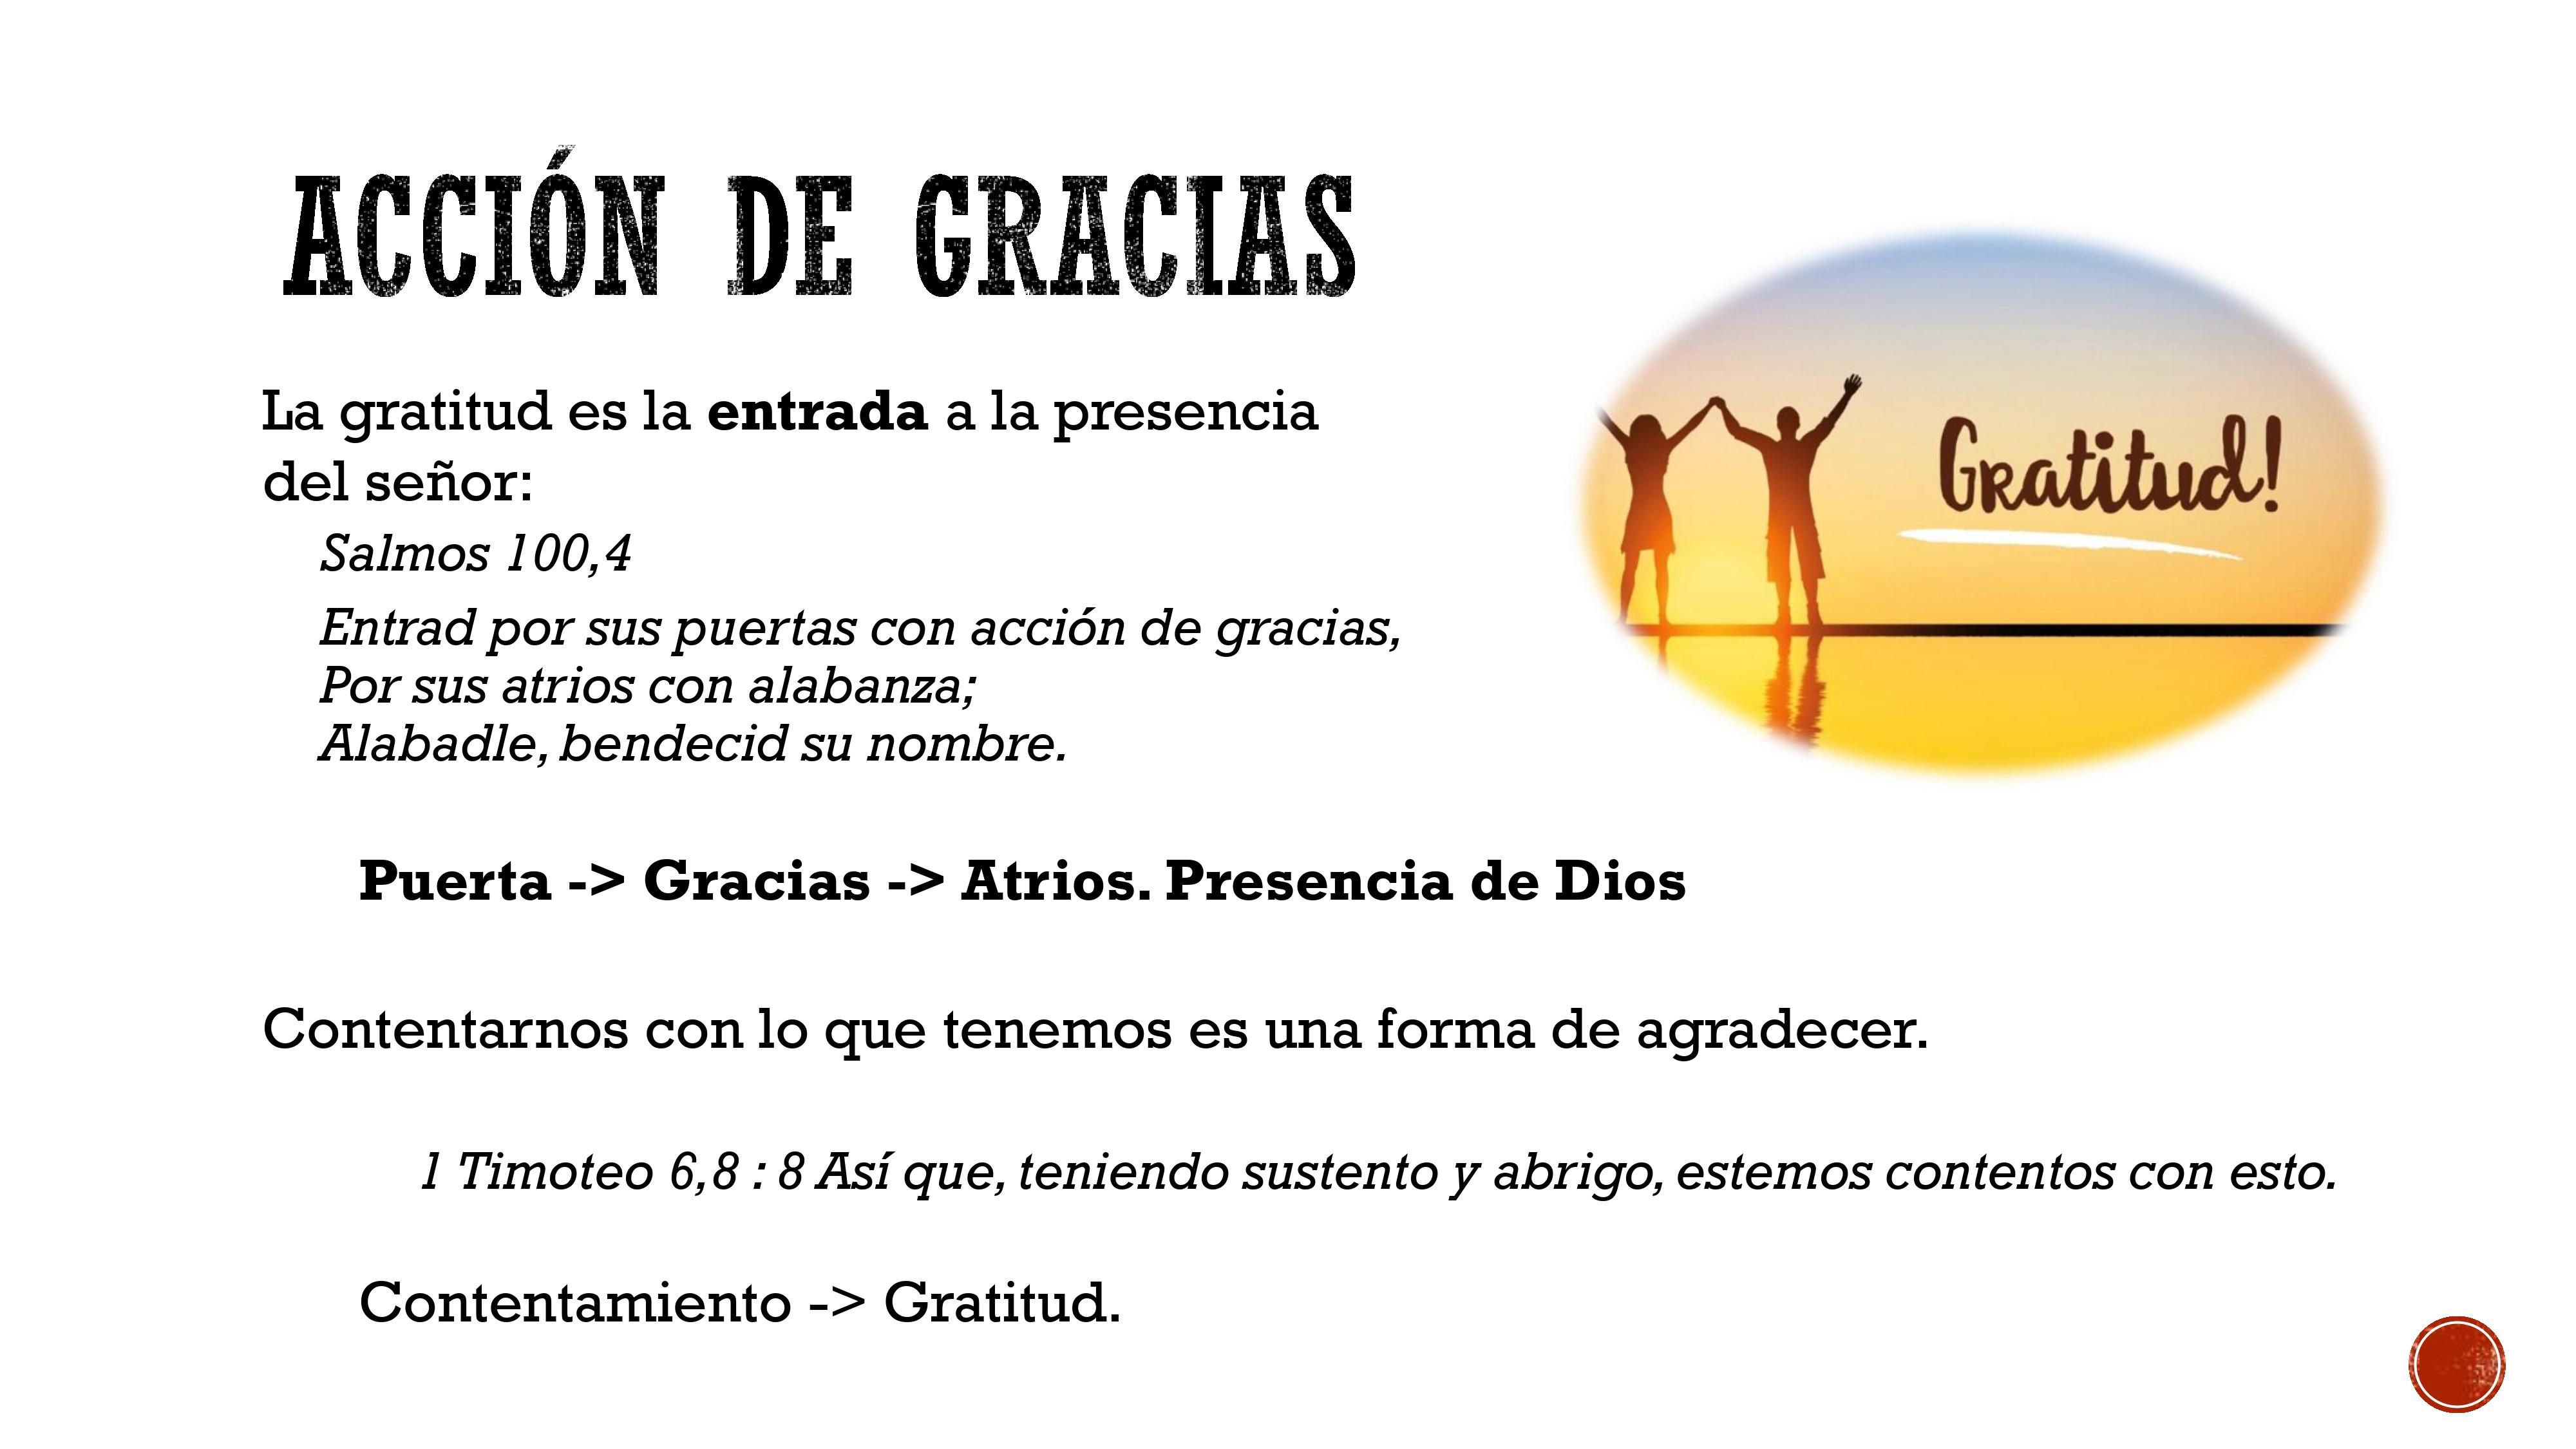 ACCIÓN DE GRACIAS
La gratitud es la entrada a la presencia
del señor:
Salmos 100,4
Entrad por sus puertas con acción de gracias,
Por sus atrios con alabanza;
Alabadle, bendecid su nombre.
Gratitud!
Puerta -> Gracias -> Atrios. Presencia de Dios
Contentarnos con lo que tenemos es una forma de agradecer.
1 Timoteo 6,8 : 8 Así que, teniendo sustento y abrigo, estemos contentos con esto.
Contentamiento -> Gratitud.